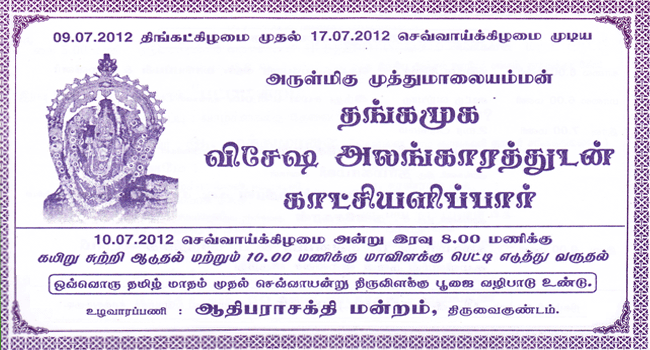 09.07.2012 திங்கட்கிழமை முதல் 17.07.2012 செவ்வாய்க்கிழமை முடிய
அருள்மிகு முத்துமாலையம்மன்
தங்கமுக
விசேஷ அலங்காரத்துடன்
காட்சியளிப்பார்
10.07.2012 செவ்வாய்க்கிழமை அன்று இரவு 8.00 மணிக்கு
கயிறு சுற்றி ஆடுதல் மற்றும் 10.00 மணிக்கு மாவிளக்கு பெட்டி எடுத்து வருதல்
ஒவ்வொரு தமிழ் மாதம் முதல் செவ்வாயன்று திருவிளக்கு பூஜை வழிபாடு உண்டு.
உழவாரப்பணி : ஆதிபராசக்தி மன்றம், திருவைகுண்டம்.